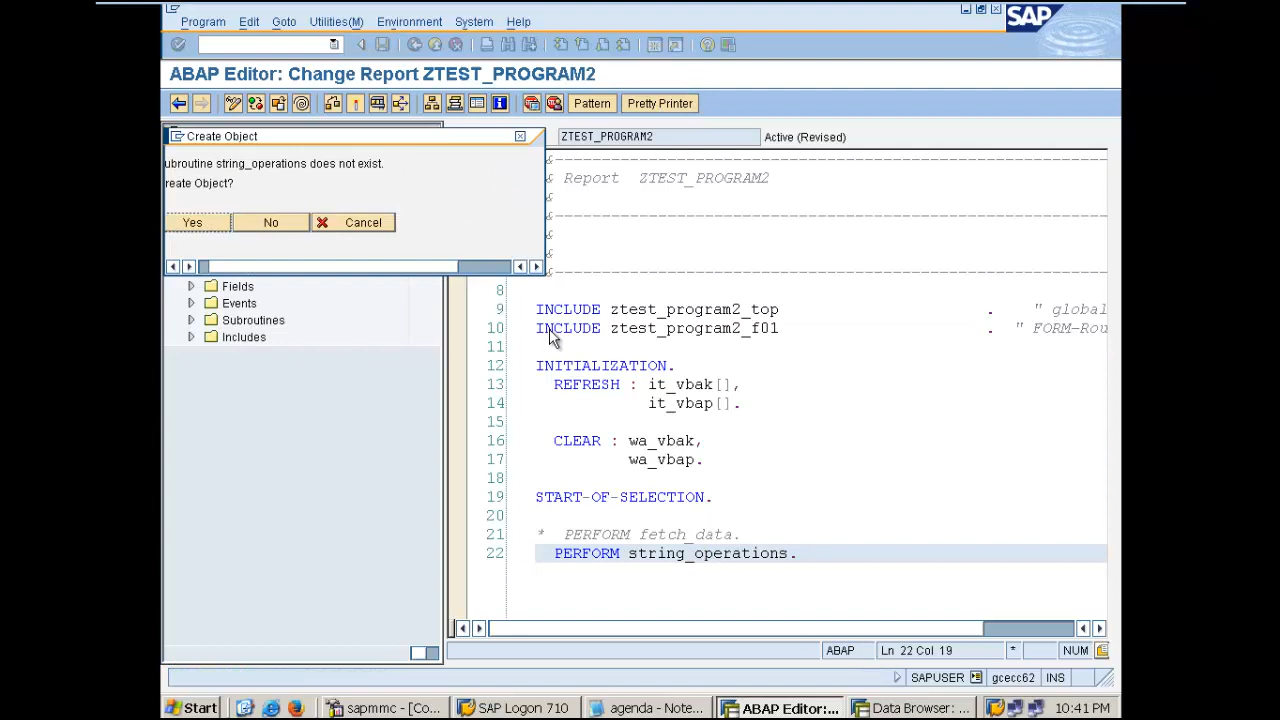 Program Edit Goto Utilities(M) Environment System Help
SAP
ABAP Editor: Change Report ZTEST_PROGRAM2
Pattern Pretty Printer
Create Object
ubroutine string_operations does not exist.
reate Object?
Yes No Cancel
Fields
Events
Subroutines
Includes
ZTEST_PROGRAM2 Active (Revised)
&---------------------------------------------------------------------
& Report ZTEST_PROGRAM2
&
&---------------------------------------------------------------------
&
&
&---------------------------------------------------------------------
8
9 INCLUDE ztest_program2_top . " global
10 INCLUDE ztest_program2_f01 . " FORM-Rou
11
12 INITIALIZATION.
13 REFRESH : it_vbak[],
14 it_vbap[].
15
16 CLEAR : wa_vbak,
17 wa_vbap.
18
19 START-OF-SELECTION.
20
21 * PERFORM fetch_data.
22 PERFORM string_operations.
ABAP Ln 22 Col 19 * NUM
SAPUSER gcecc62 INS
Start sapmmc - [Co... SAP Logon 710 agenda - Note... ABAP Editor:... Data Browser: ... 10:41 PM